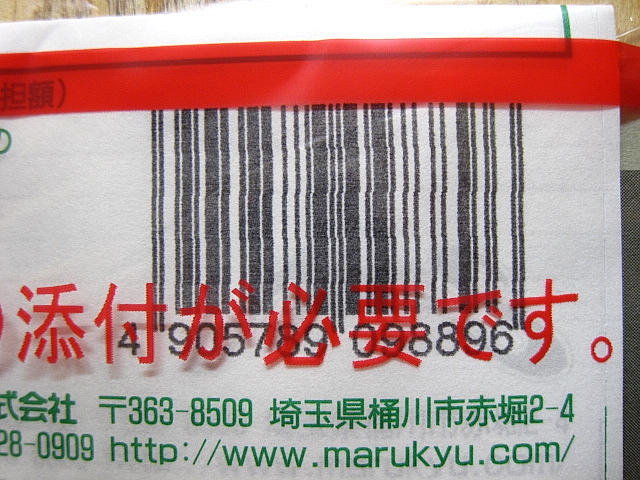 担額）
の
添付が必要です。
4 905789 098896
式会社 〒363-8509 埼玉県桶川市赤堀2-4
28-0909 http://www.marukyu.com/